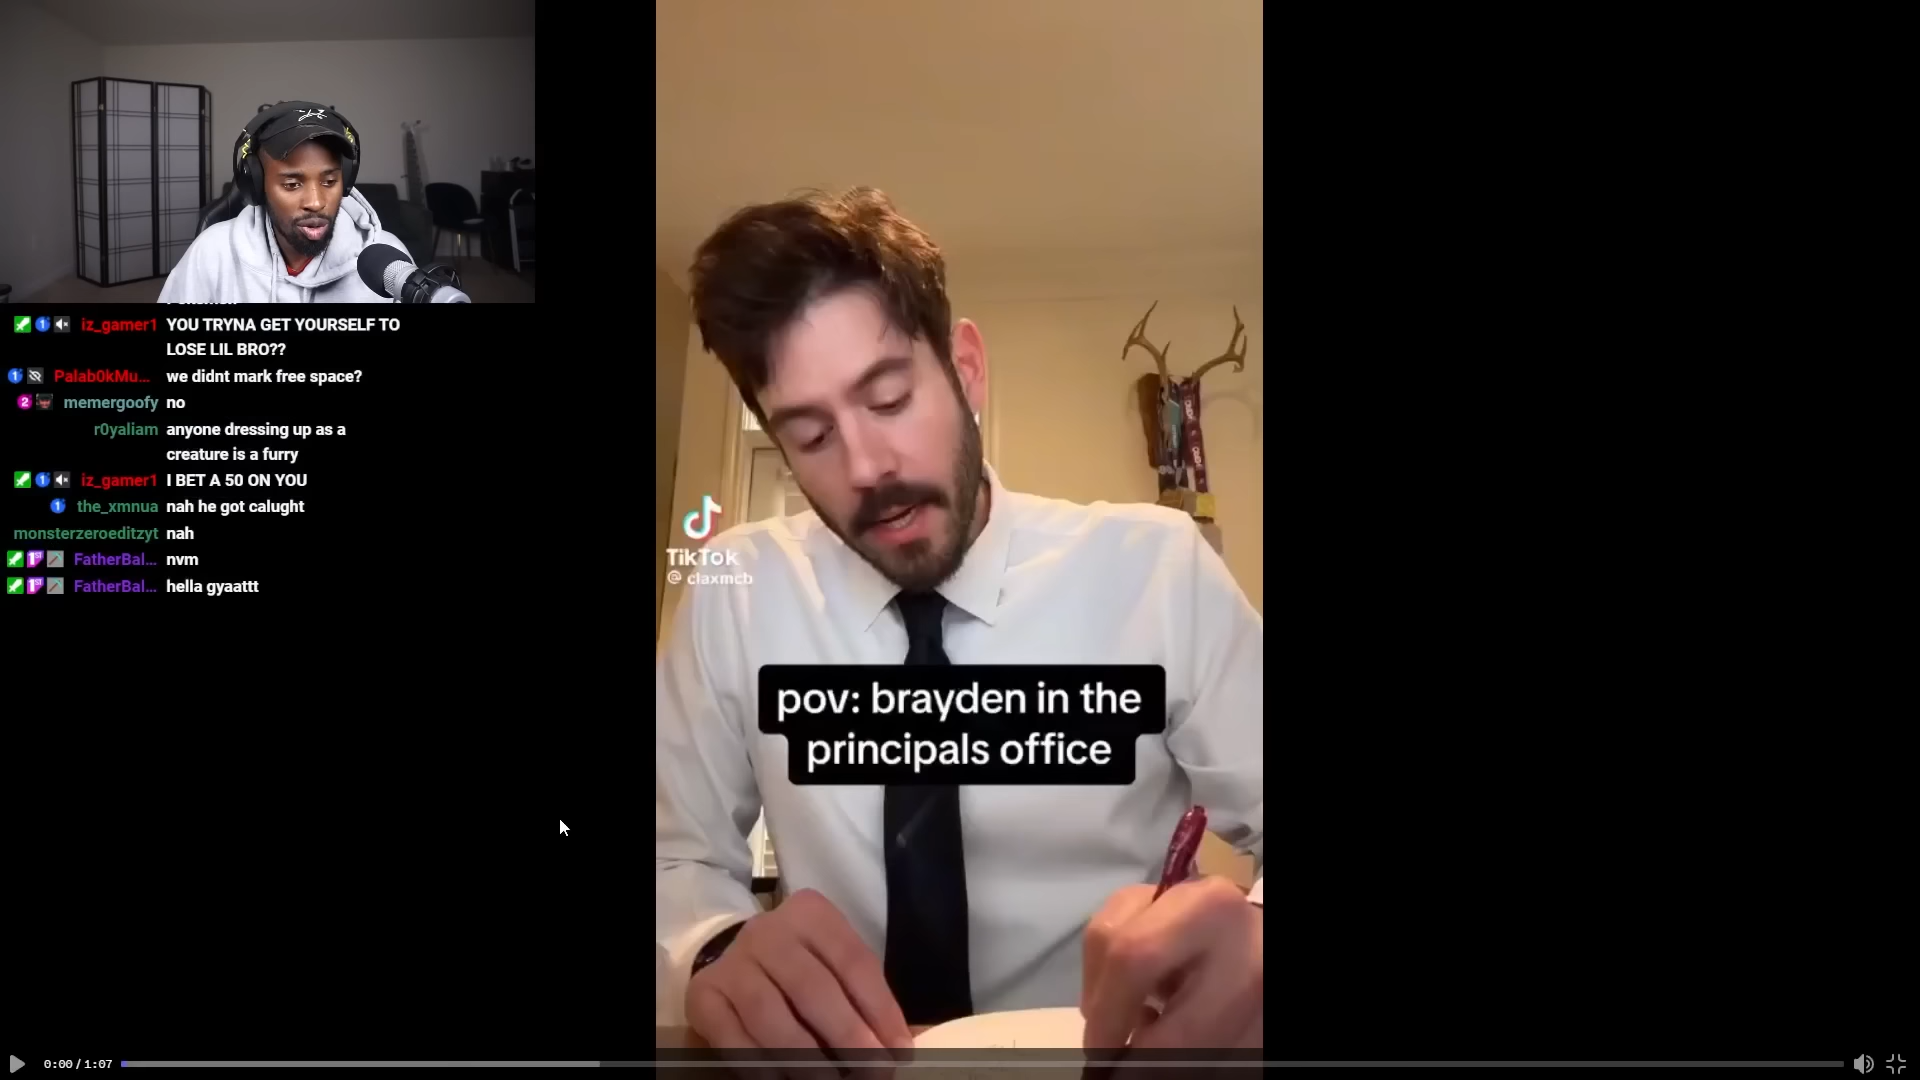 iz_gamer1 YOU TRYNA GET YOURSELF TO
LOSE LIL BRO??
Palab0kMu... we didnt mark free space?
memergoofy no
r0yaliam anyone dressing up as a
creature is a furry
iz_gamer1 I BET A 50 ON YOU
the_xmnua nah he got calught
monsterzeroeditzyt nah
FatherBal... nvm
FatherBal... hella gyaattt
TikTok
@ claxmcb
pov: brayden in the
principals office
0:00 / 1:07